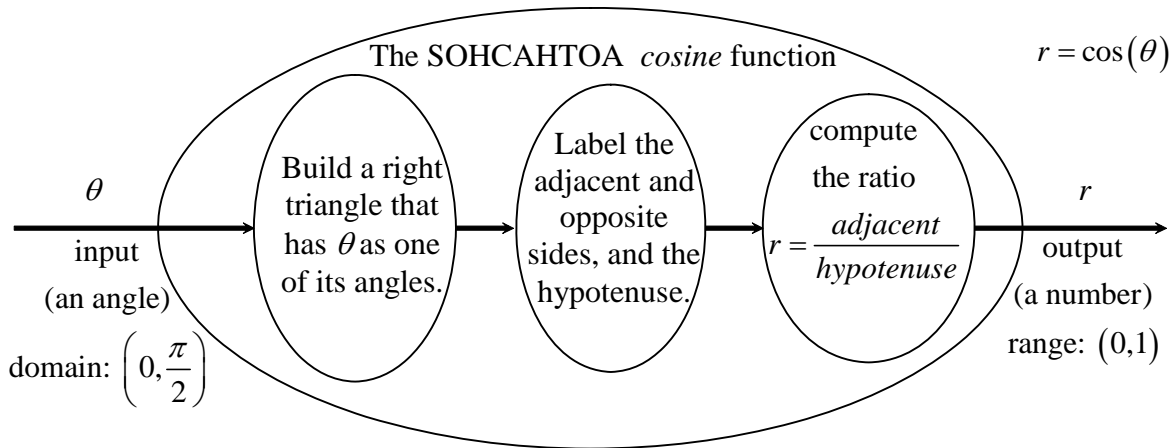 The SOHCAHTOA cosine function
r = cos(θ)
θ
input
(an angle)
domain: (0, π/2)
Build a right
triangle that
has θ as one
of its angles.
Label the
adjacent and
opposite
sides, and the
hypotenuse.
compute
the ratio
r = adjacent/hypotenuse
r
output
(a number)
range: (0,1)